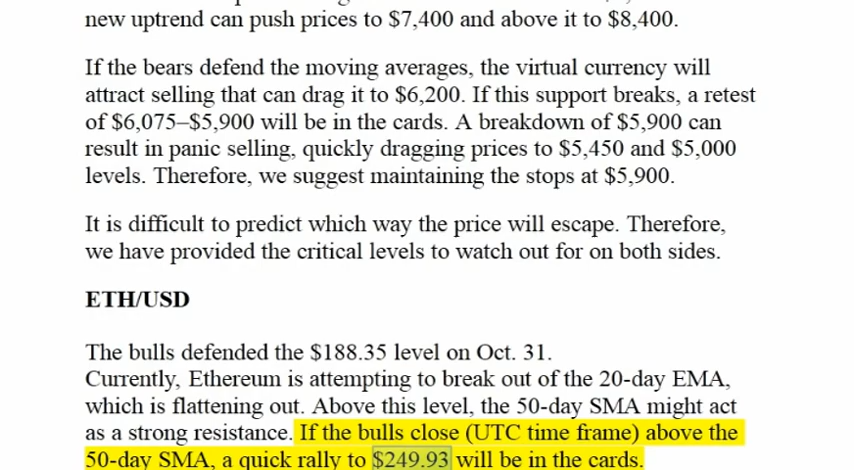 new uptrend can push prices to $7,400 and above it to $8,400.
If the bears defend the moving averages, the virtual currency will
attract selling that can drag it to $6,200. If this support breaks, a retest
of $6,075–$5,900 will be in the cards. A breakdown of $5,900 can
result in panic selling, quickly dragging prices to $5,450 and $5,000
levels. Therefore, we suggest maintaining the stops at $5,900.
It is difficult to predict which way the price will escape. Therefore,
we have provided the critical levels to watch out for on both sides.
ETH/USD
The bulls defended the $188.35 level on Oct. 31.
Currently, Ethereum is attempting to break out of the 20-day EMA,
which is flattening out. Above this level, the 50-day SMA might act
as a strong resistance. If the bulls close (UTC time frame) above the
50-day SMA, a quick rally to $249.93 will be in the cards.